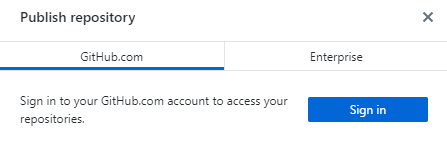 Publish repository
GitHub.com
Enterprise
Sign in to your GitHub.com account to access your
repositories.
Sign in